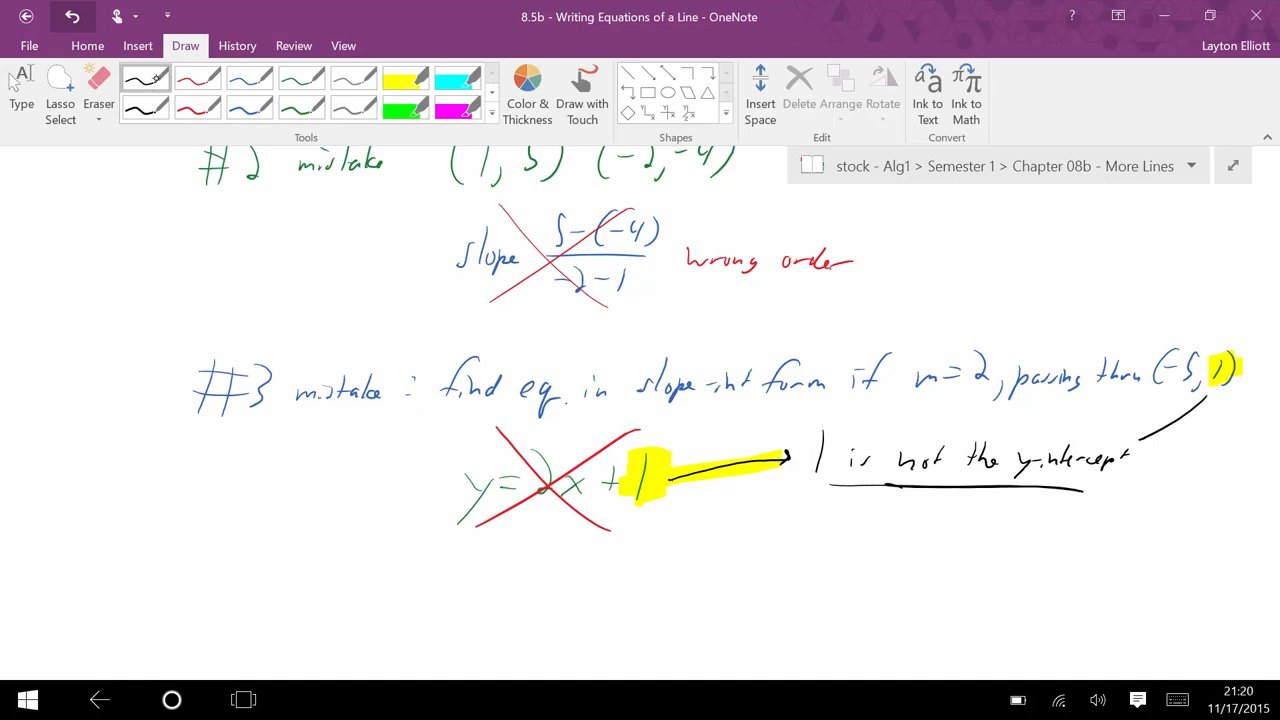 8.5b - Writing Equations of a Line - OneNote
?
File Home Insert Draw History Review View
Layton Elliott
Type
Lasso Select
Eraser
Color & Thickness
Draw with Touch
Insert Space
Delete
Arrange
Rotate
Ink to Text
Ink to Math
Tools
Shapes
Edit
Convert
stock - Alg1 > Semester 1 > Chapter 08b - More Lines
#2 mistake (1, 5) (-2, -4)
slope 5-(-4)
-2-1
wrong order
#3 mistake : find eq. in slope-int form if m=2, passing thru (-5, 1)
y = 2x + 1
1 is not the y-intercept
21:20
11/17/2015